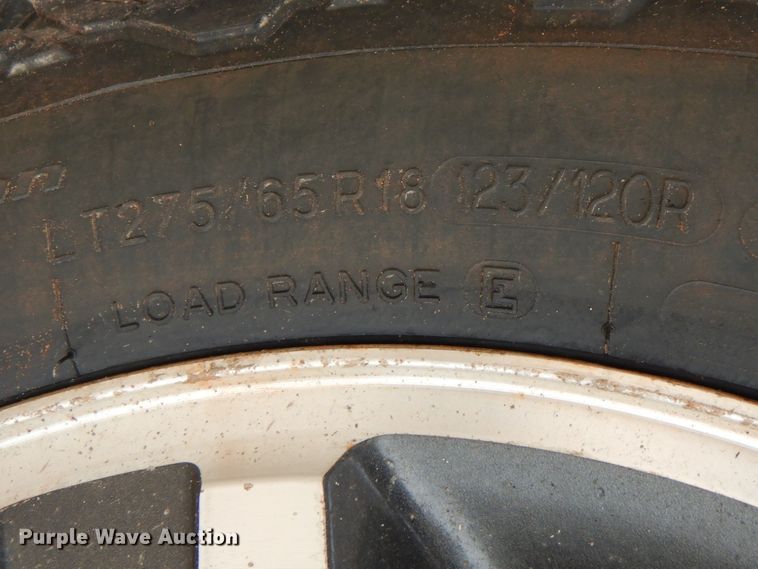 LT275/65R18 123/120R
LOAD RANGE E
Purple Wave Auction